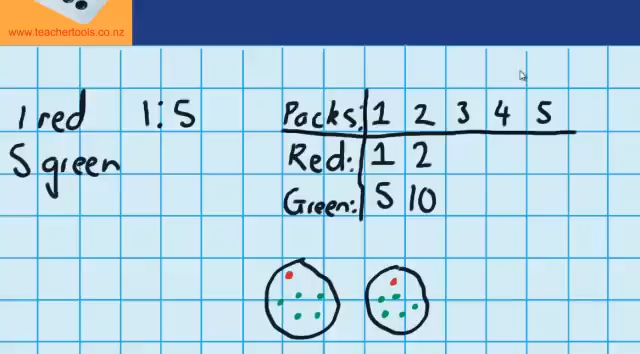 www.teachertools.co.nz
1 red 1:5
5 green
Packs: 1 2 3 4 5
Red: 1 2
Green: 5 10